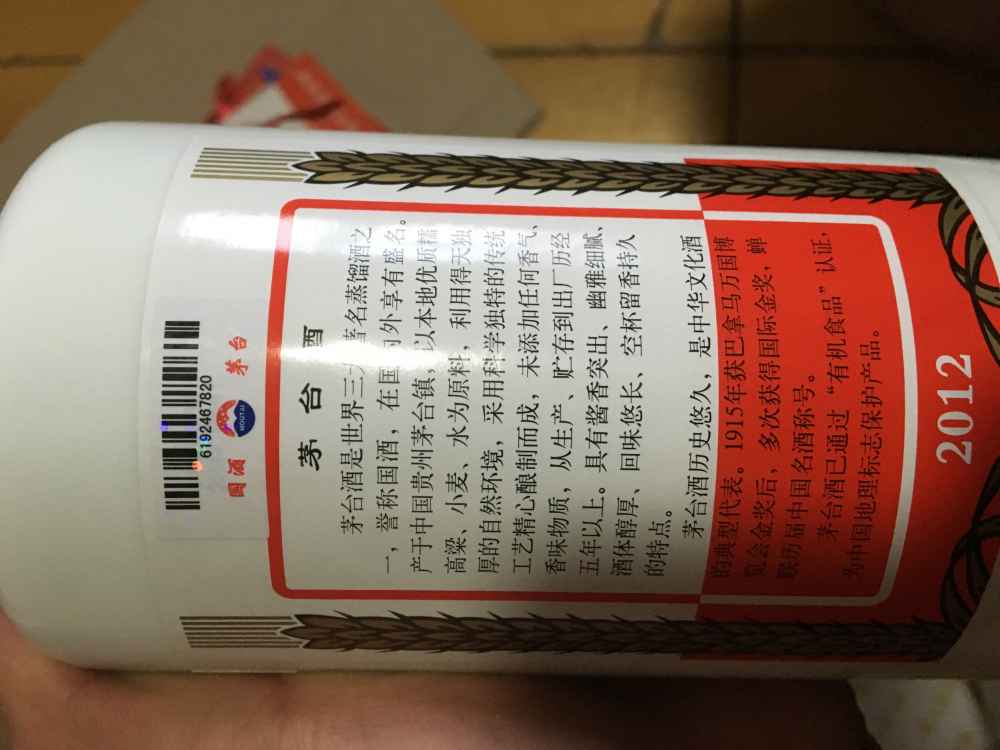 6192467820
国酒 MOUTAI 茅台
茅台酒
茅台酒是世界三大著名蒸馏酒之
一，誉称国酒，在国内外享有盛名。
产于中国贵州茅台镇，以本地优质糯
高粱、小麦、水为原料，利用得天独
厚的自然环境，采用科学独特的传统
工艺精心酿制而成，未添加任何香气、
香味物质，从生产、贮存到出厂历经
五年以上。具有酱香突出、幽雅细腻、
酒体醇厚、回味悠长、空杯留香持久
的特点。
茅台酒历史悠久，是中华文化酒
的典型代表。1915年获巴拿马万国博
览会金奖后，多次获得国际金奖，蝉
联历届中国名酒称号。
茅台酒已通过“有机食品”认证，
为中国地理标志保护产品。
2012